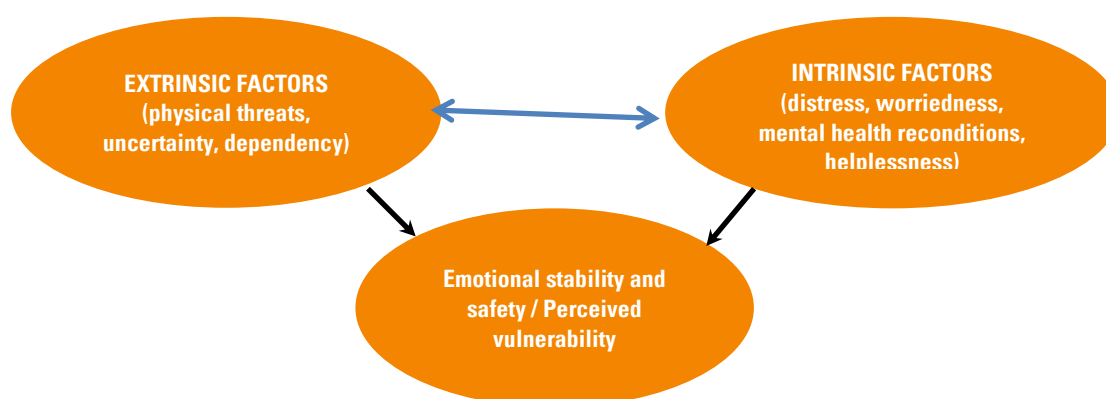 EXTRINSIC FACTORS
(physical threats,
uncertainty, dependency)
INTRINSIC FACTORS
(distress, worriedness,
mental health reconditions,
helplessness)
Emotional stability and
safety / Perceived
vulnerability